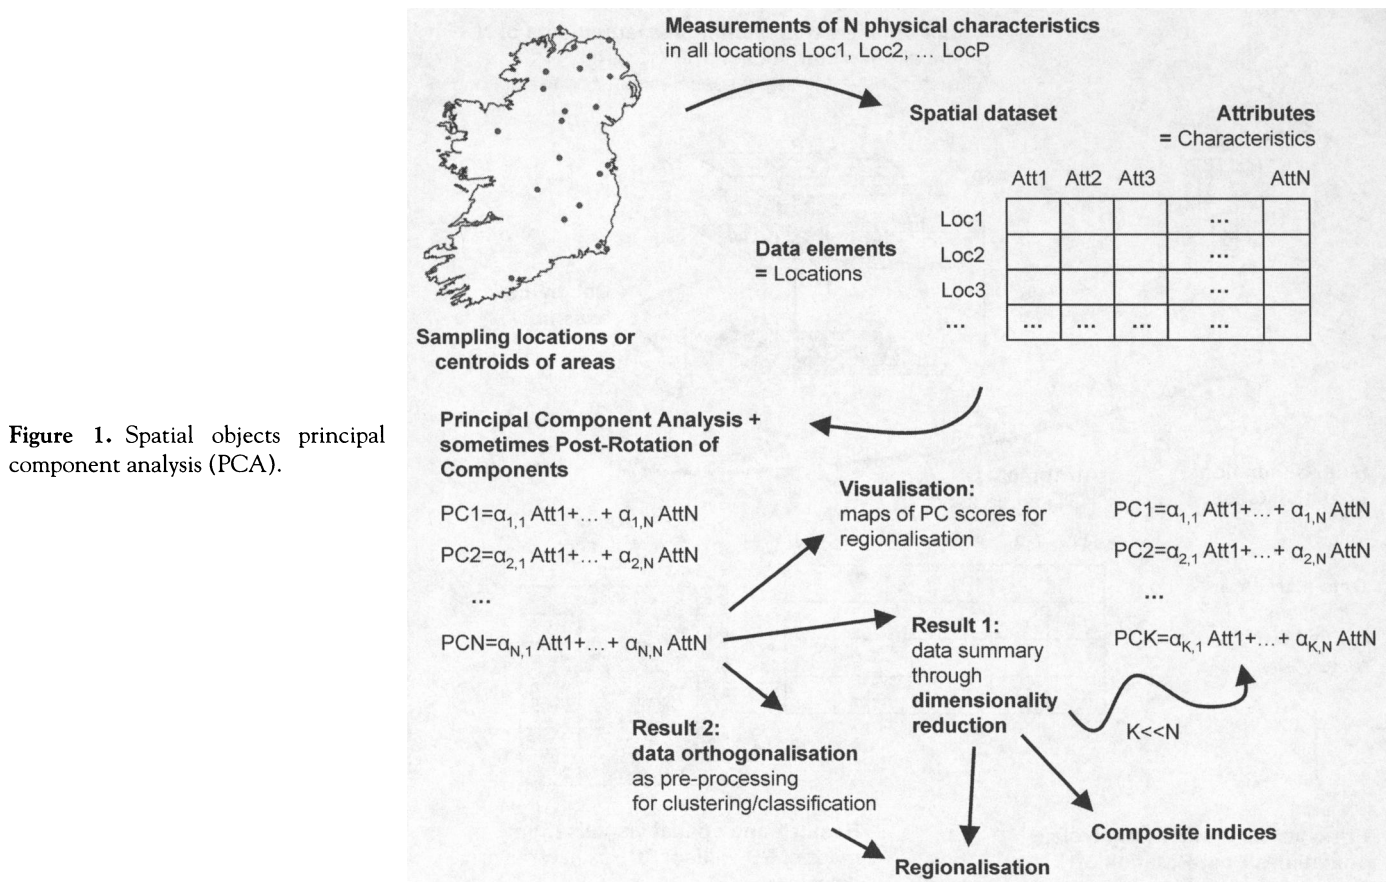 Measurements of N physical characteristics
in all locations Loc1, Loc2, ... LocP
Spatial dataset
Attributes
= Characteristics
Att1 Att2 Att3 AttN
Loc1 ...
Data elements
= Locations
Loc2 ...
Loc3 ...
... ... ... ... ...
Sampling locations or
centroids of areas
Figure 1. Spatial objects principal
component analysis (PCA).
Principal Component Analysis +
sometimes Post-Rotation of
Components
PC1=α1,1 Att1+...+ α1,N AttN
PC2=α2,1 Att1+...+ α2,N AttN
...
PCN=αN,1 Att1+...+ αN,N AttN
Visualisation:
maps of PC scores for
regionalisation
PC1=α1,1 Att1+...+ α1,N AttN
PC2=α2,1 Att1+...+ α2,N AttN
...
PCK=αK,1 Att1+...+ αK,N AttN
Result 1:
data summary
through
dimensionality
reduction
K<<N
Result 2:
data orthogonalisation
as pre-processing
for clustering/classification
Composite indices
Regionalisation